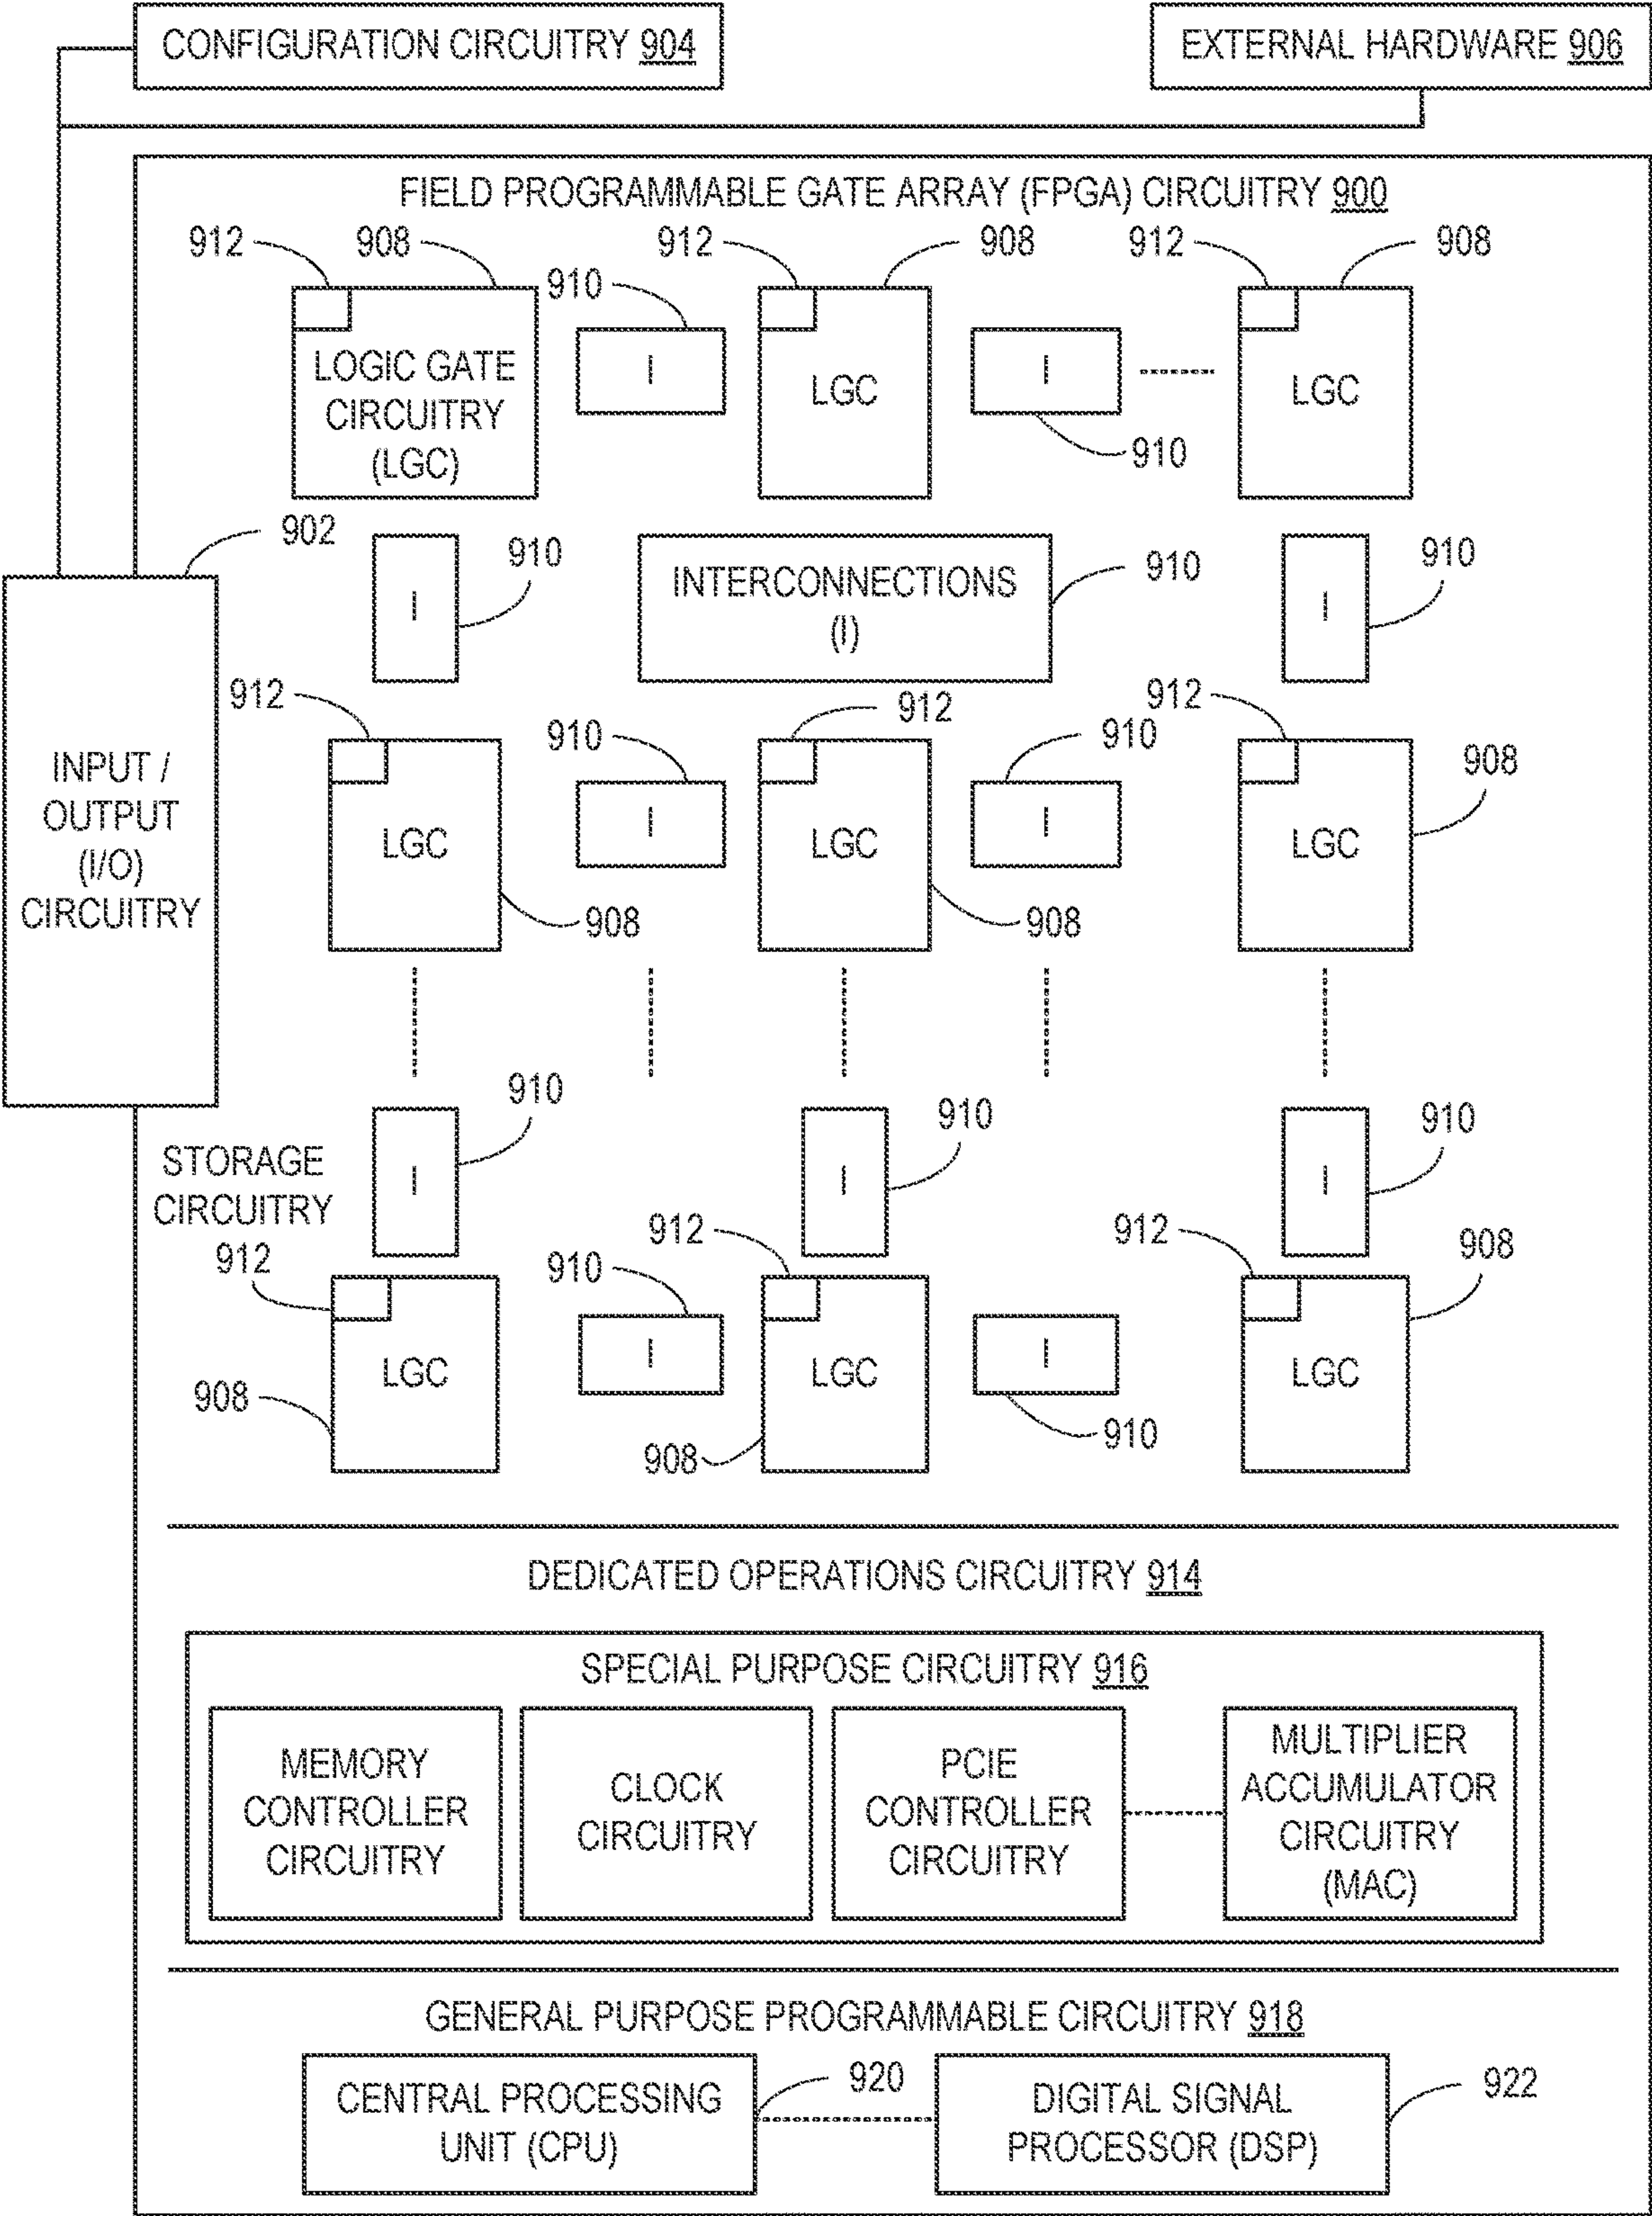 CONFIGURATION CIRCUITRY 904
EXTERNAL HARDWARE 906
FIELD PROGRAMMABLE GATE ARRAY (FPGA) CIRCUITRY 900
912
908
912
908
912
908
910
LOGIC GATE
CIRCUITRY
(LGC)
I
LGC
I
LGC
910
902
910
INTERCONNECTIONS
(I)
910
910
I
I
912
912
912
910
910
908
INPUT /
OUTPUT
(I/O)
CIRCUITRY
LGC
I
LGC
I
LGC
908
908
910
910
910
STORAGE
CIRCUITRY
912
I
I
I
912
912
908
910
LGC
I
LGC
I
LGC
908
908
910
DEDICATED OPERATIONS CIRCUITRY 914
SPECIAL PURPOSE CIRCUITRY 916
MEMORY
CONTROLLER
CIRCUITRY
CLOCK
CIRCUITRY
PCIE
CONTROLLER
CIRCUITRY
MULTIPLIER
ACCUMULATOR
CIRCUITRY
(MAC)
GENERAL PURPOSE PROGRAMMABLE CIRCUITRY 918
CENTRAL PROCESSING
UNIT (CPU)
920
DIGITAL SIGNAL
PROCESSOR (DSP)
922